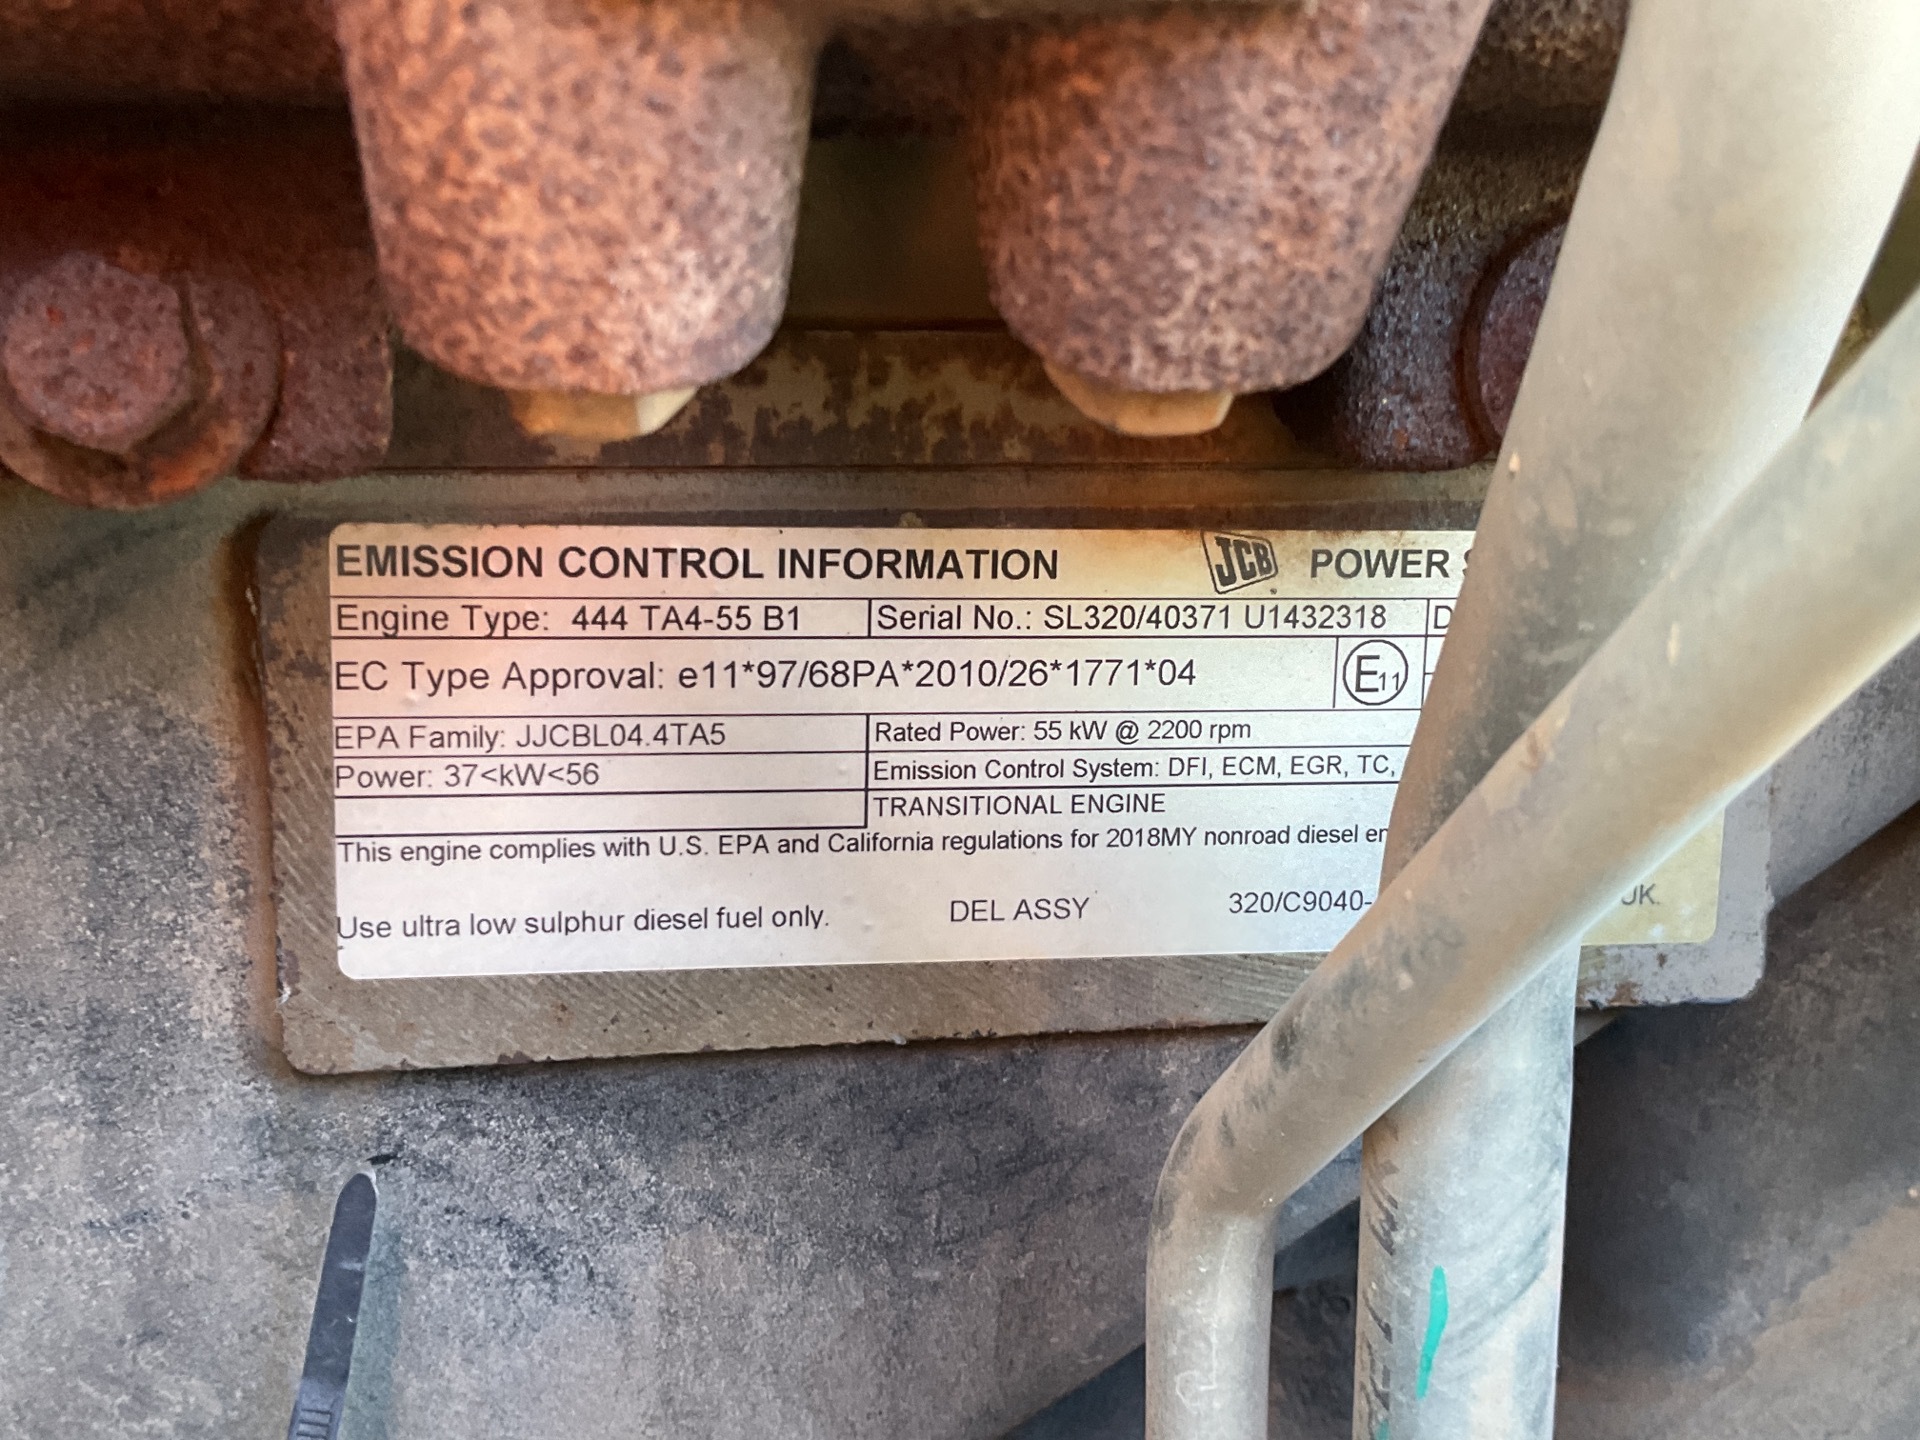 EMISSION CONTROL INFORMATION JCB POWER
Engine Type: 444 TA4-55 B1 Serial No.: SL320/40371 U1432318 D
EC Type Approval: e11*97/68PA*2010/26*1771*04 E11
EPA Family: JJCBL04.4TA5 Rated Power: 55 kW @ 2200 rpm
Power: 37<kW<56 Emission Control System: DFI, ECM, EGR, TC,
TRANSITIONAL ENGINE
This engine complies with U.S. EPA and California regulations for 2018MY nonroad diesel
Use ultra low sulphur diesel fuel only. DEL ASSY 320/C9040- UK.